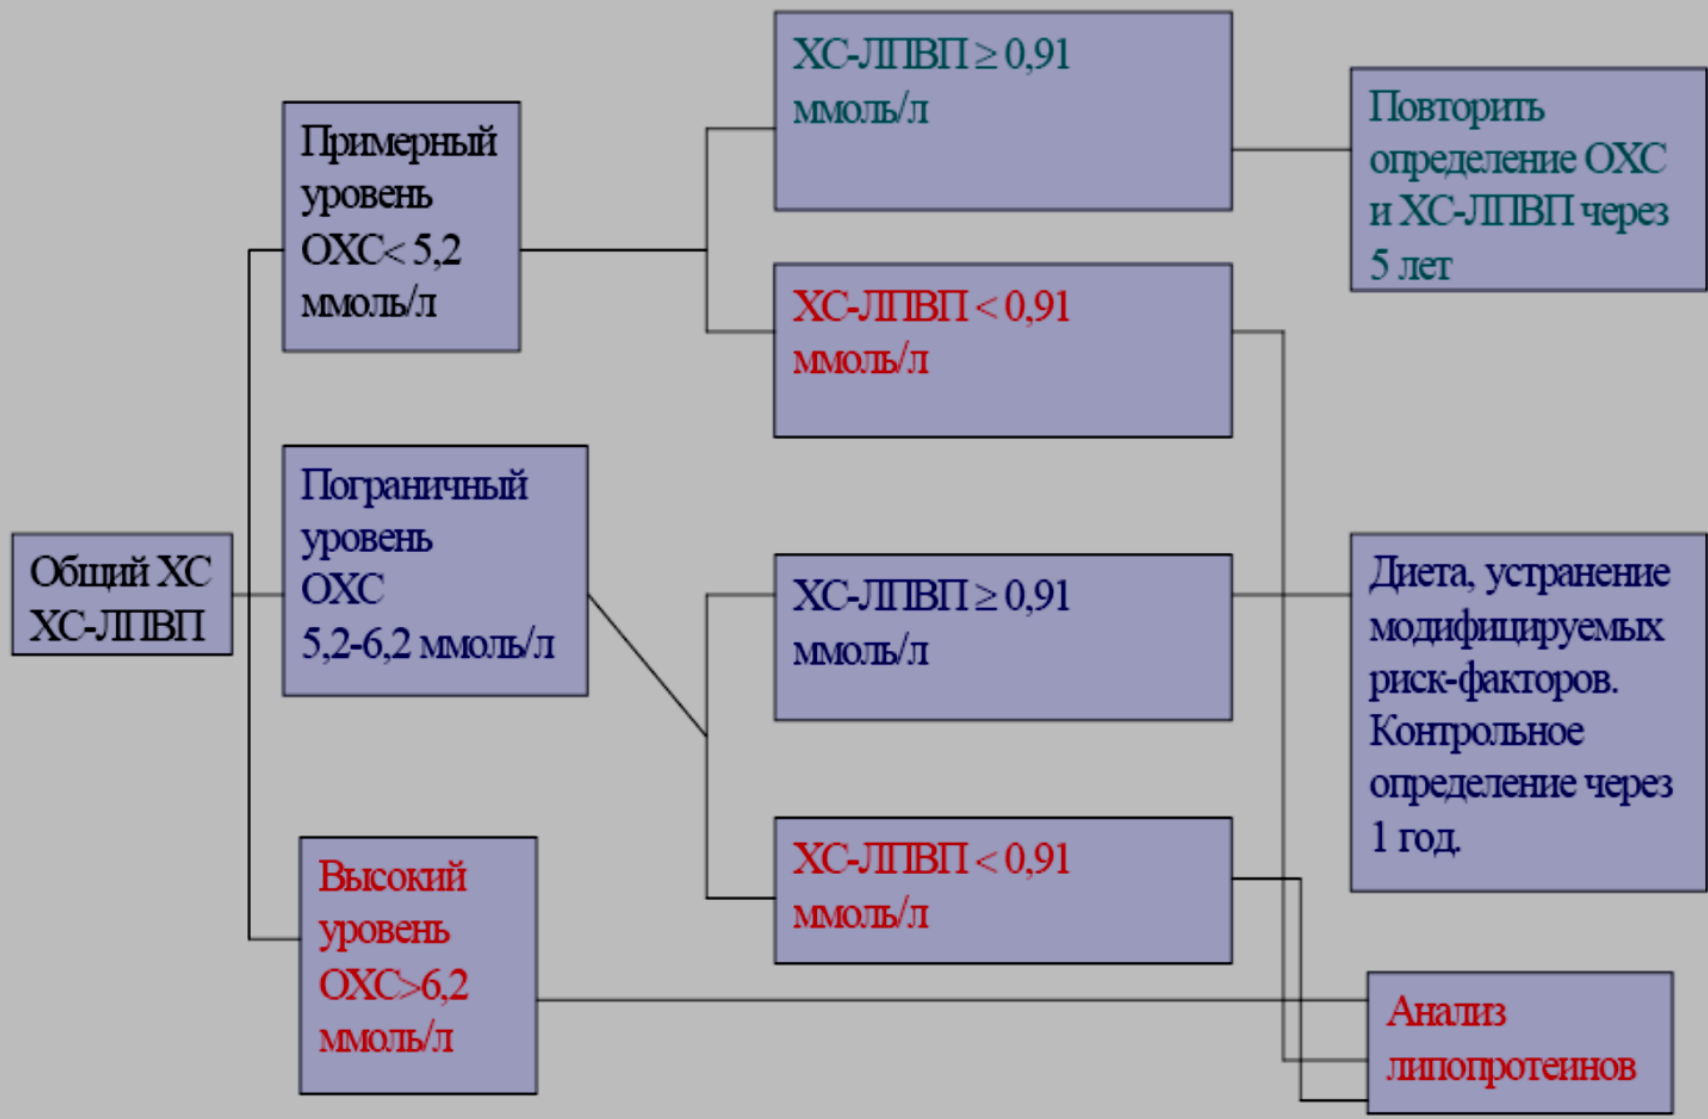 Общий ХС
ХС-ЛПВП
Примерный
уровень
ОХС< 5,2
ммоль/л
Пограничный
уровень
ОХС
5,2-6,2 ммоль/л
Высокий
уровень
ОХС>6,2
ммоль/л
ХС-ЛПВП ≥ 0,91
ммоль/л
ХС-ЛПВП < 0,91
ммоль/л
ХС-ЛПВП ≥ 0,91
ммоль/л
ХС-ЛПВП < 0,91
ммоль/л
Повторить
определение ОХС
и ХС-ЛПВП через
5 лет
Диета, устранение
модифицируемых
риск-факторов.
Контрольное
определение через
1 год.
Анализ
липопротеинов